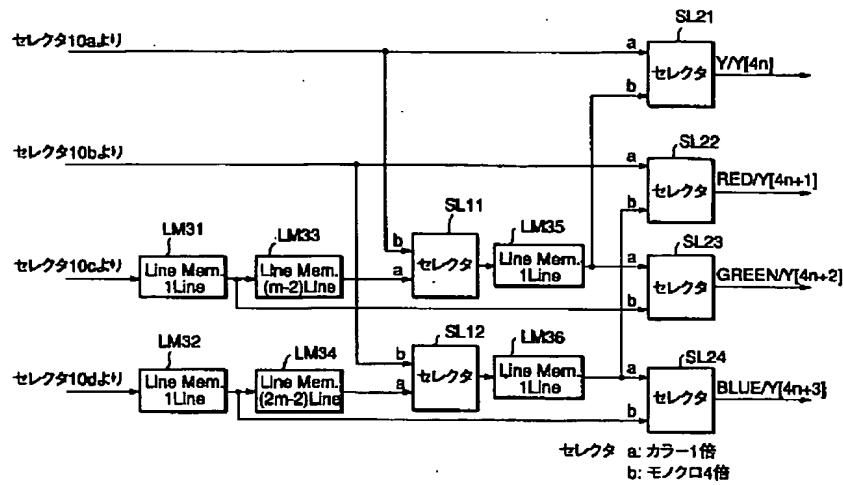 SL21
セレクタ10aより
a
セレクタ
Y/Y[4n]
b
SL22
セレクタ10bより
a
セレクタ
RED/Y[4n+1]
b
SL11
LM31
LM33
LM35
SL23
b
セレクタ10cより
Line Mem.
1Line
Line Mem.
(m-2)Line
a
セレクタ
Line Mem.
1Line
a
セレクタ
GREEN/Y[4n+2]
b
SL12
LM32
LM34
LM36
SL24
b
セレクタ10dより
Line Mem.
1Line
Line Mem.
(2m-2)Line
a
セレクタ
Line Mem.
1Line
a
セレクタ
BLUE/Y[4n+3]
b
セレクタ a: カラー1倍
b: モノクロ4倍